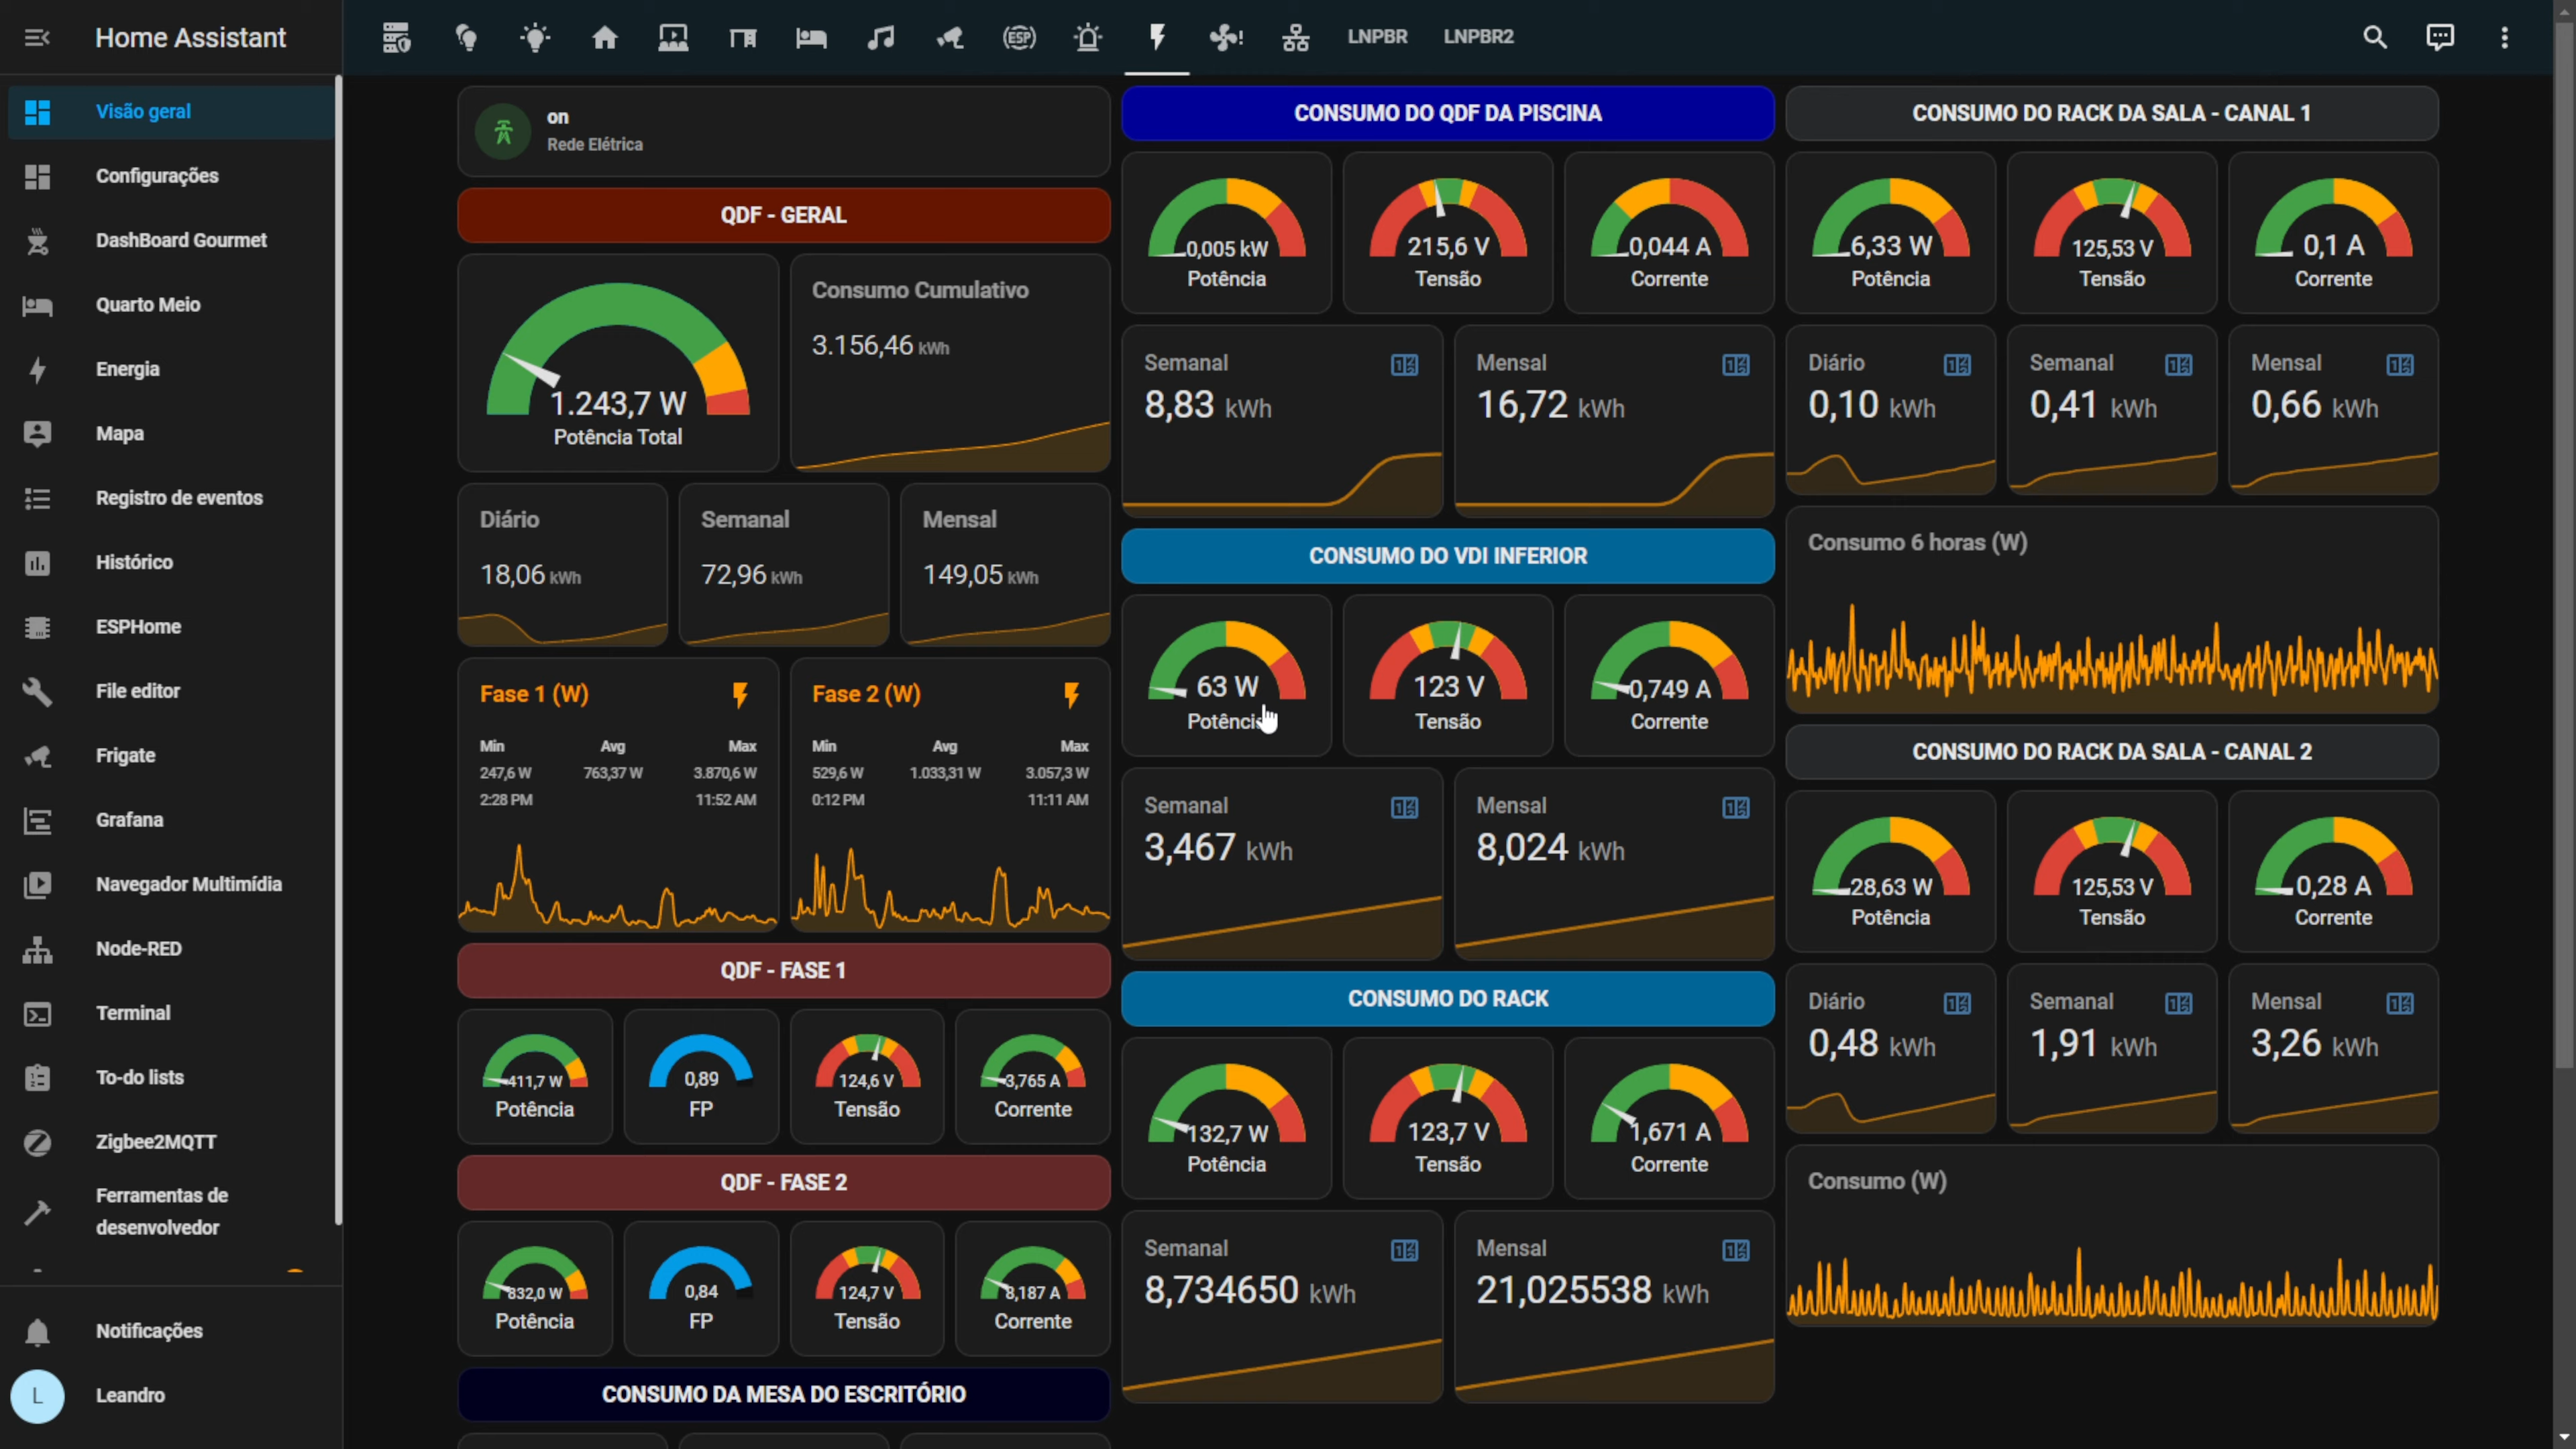 Home Assistant
Visão geral
Configurações
DashBoard Gourmet
Quarto Meio
Energia
Mapa
Registro de eventos
Histórico
ESPHome
File editor
Frigate
Grafana
Navegador Multimídia
Node-RED
Terminal
To-do lists
Zigbee2MQTT
Ferramentas de
desenvolvedor
Notificações
L Leandro
ESP
LNPBR LNPBR2
on
Rede Elétrica
QDF - GERAL
1.243,7 W
Potência Total
Consumo Cumulativo
3.156,46 kWh
Diário
18,06 kWh
Semanal
72,96 kWh
Mensal
149,05 kWh
Fase 1 (W)
Min Avg Max
247,6 W 763,37 W 3.870,6 W
2:28 PM 11:52 AM
Fase 2 (W)
Min Avg Max
529,6 W 1.033,31 W 3.057,3 W
0:12 PM 11:11 AM
QDF - FASE 1
411,7 W
Potência
0,89
FP
124,6 V
Tensão
3,765 A
Corrente
QDF - FASE 2
832,0 W
Potência
0,84
FP
124,7 V
Tensão
8,187 A
Corrente
CONSUMO DA MESA DO ESCRITÓRIO
CONSUMO DO QDF DA PISCINA
0,005 kW
Potência
215,6 V
Tensão
0,044 A
Corrente
Semanal
8,83 kWh
Mensal
16,72 kWh
CONSUMO DO VDI INFERIOR
63 W
Potência
123 V
Tensão
0,749 A
Corrente
Semanal
3,467 kWh
Mensal
8,024 kWh
CONSUMO DO RACK
132,7 W
Potência
123,7 V
Tensão
1,671 A
Corrente
Semanal
8,734650 kWh
Mensal
21,025538 kWh
CONSUMO DO RACK DA SALA - CANAL 1
6,33 W
Potência
125,53 V
Tensão
0,1 A
Corrente
Diário
0,10 kWh
Semanal
0,41 kWh
Mensal
0,66 kWh
Consumo 6 horas (W)
CONSUMO DO RACK DA SALA - CANAL 2
28,63 W
Potência
125,53 V
Tensão
0,28 A
Corrente
Diário
0,48 kWh
Semanal
1,91 kWh
Mensal
3,26 kWh
Consumo (W)